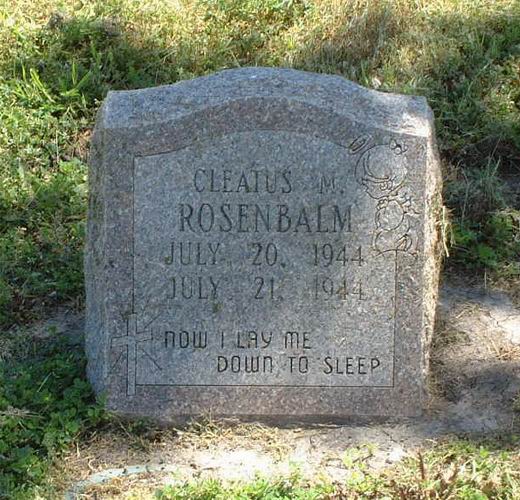 CLEATUS M.
ROSENBALM
JULY 20, 1944
JULY 21, 1944
NOW I LAY ME
DOWN TO SLEEP